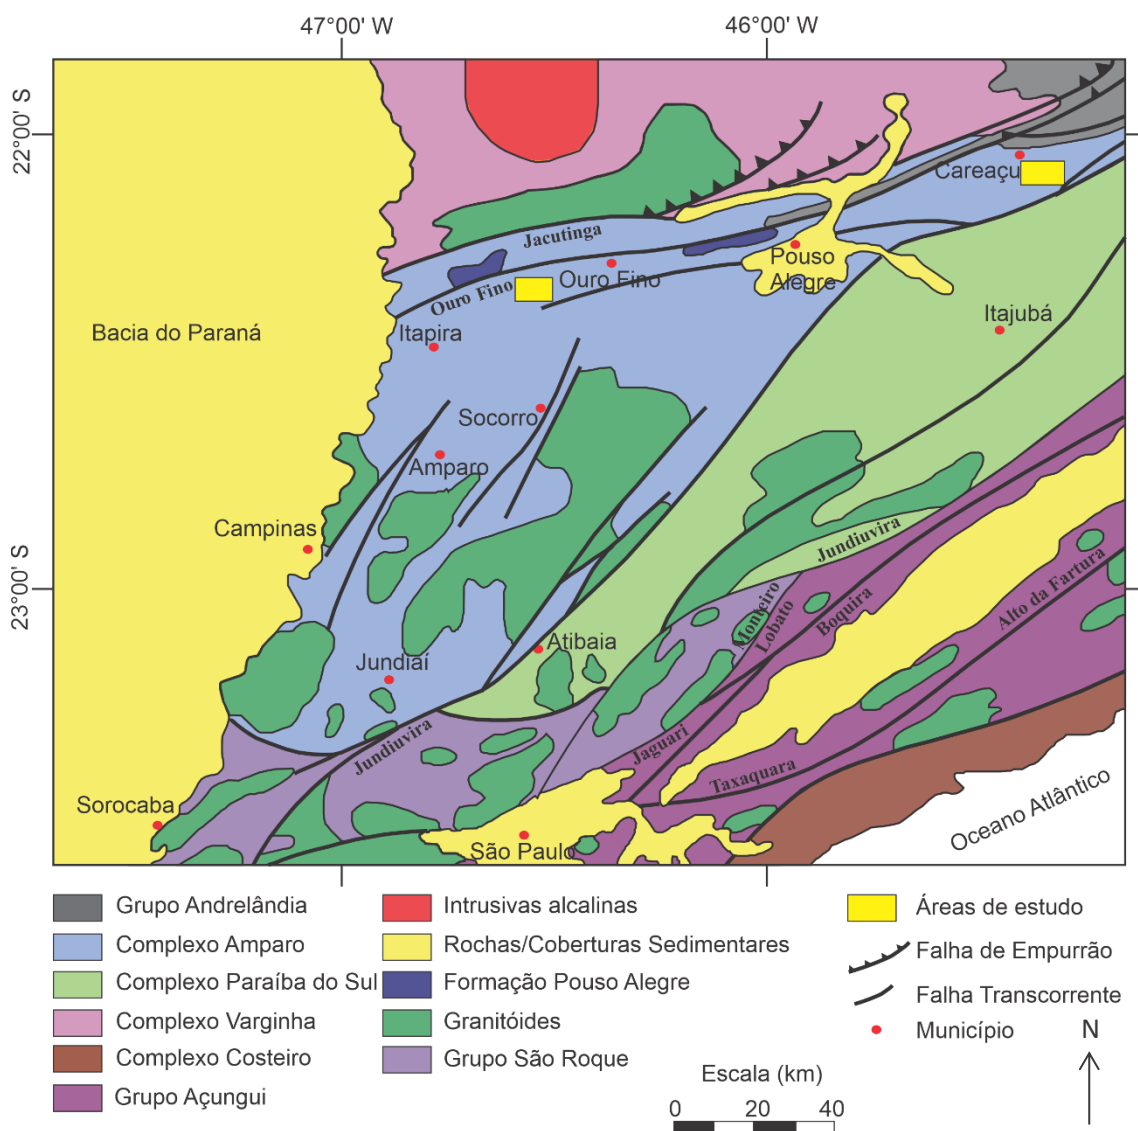 47°00' W
46°00' W
22°00' S
23°00' S
Careaçu
Jacutinga
Pouso
Alegre
Ouro Fino
Ouro Fino
Itajubá
Bacia do Paraná
Itapira
Socorro
Amparo
Campinas
Jundiuvira
Monteiro
Lobato
Boquira
Alto da Fartura
Atibaia
Jundiaí
Jundiuvira
Jaguari
Taxaquara
Sorocaba
São Paulo
Oceano Atlântico
Grupo Andrelândia
Complexo Amparo
Complexo Paraíba do Sul
Complexo Varginha
Complexo Costeiro
Grupo Açungui
Intrusivas alcalinas
Rochas/Coberturas Sedimentares
Formação Pouso Alegre
Granitóides
Grupo São Roque
Áreas de estudo
Falha de Empurrão
Falha Transcorrente
Município
N
Escala (km)
0 20 40